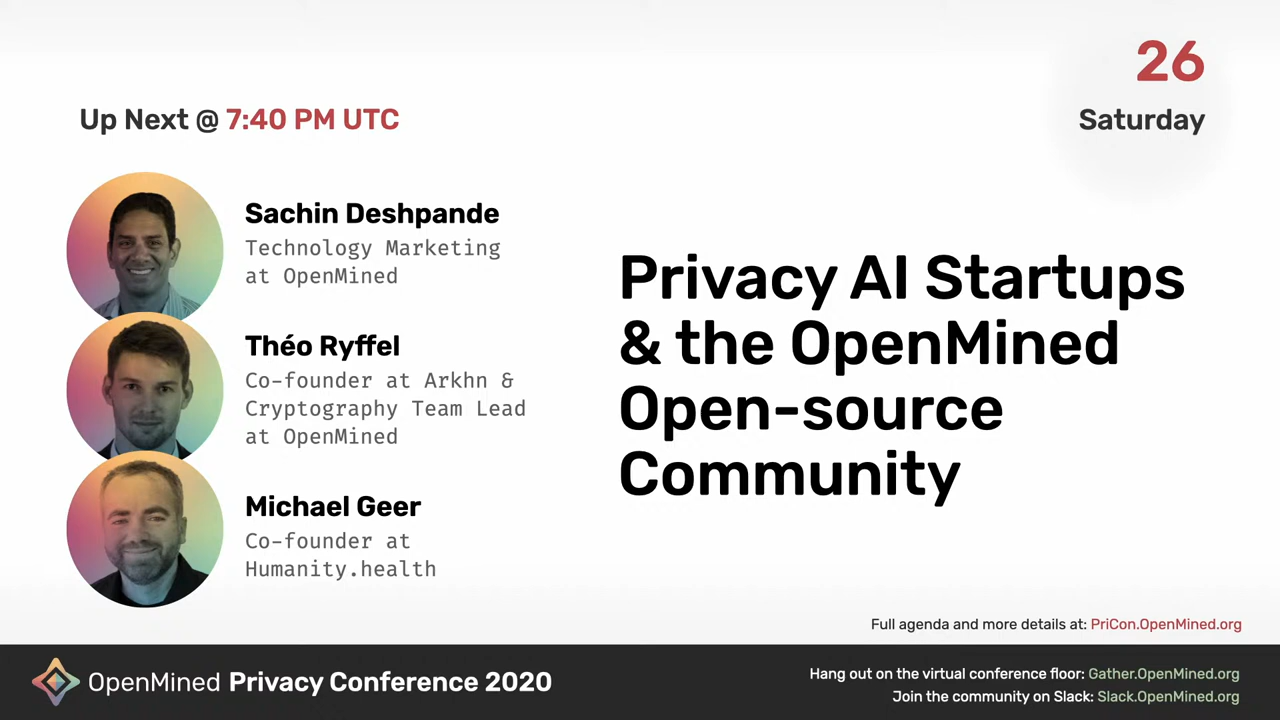 26
Saturday
Up Next @ 7:40 PM UTC
Sachin Deshpande
Technology Marketing
at OpenMined
Théo Ryffel
Co-founder at Arkhn &
Cryptography Team Lead
at OpenMined
Michael Geer
Co-founder at
Humanity.health
Privacy AI Startups
& the OpenMined
Open-source
Community
Full agenda and more details at: PriCon.OpenMined.org
OpenMined Privacy Conference 2020
Hang out on the virtual conference floor: Gather.OpenMined.org
Join the community on Slack: Slack.OpenMined.org